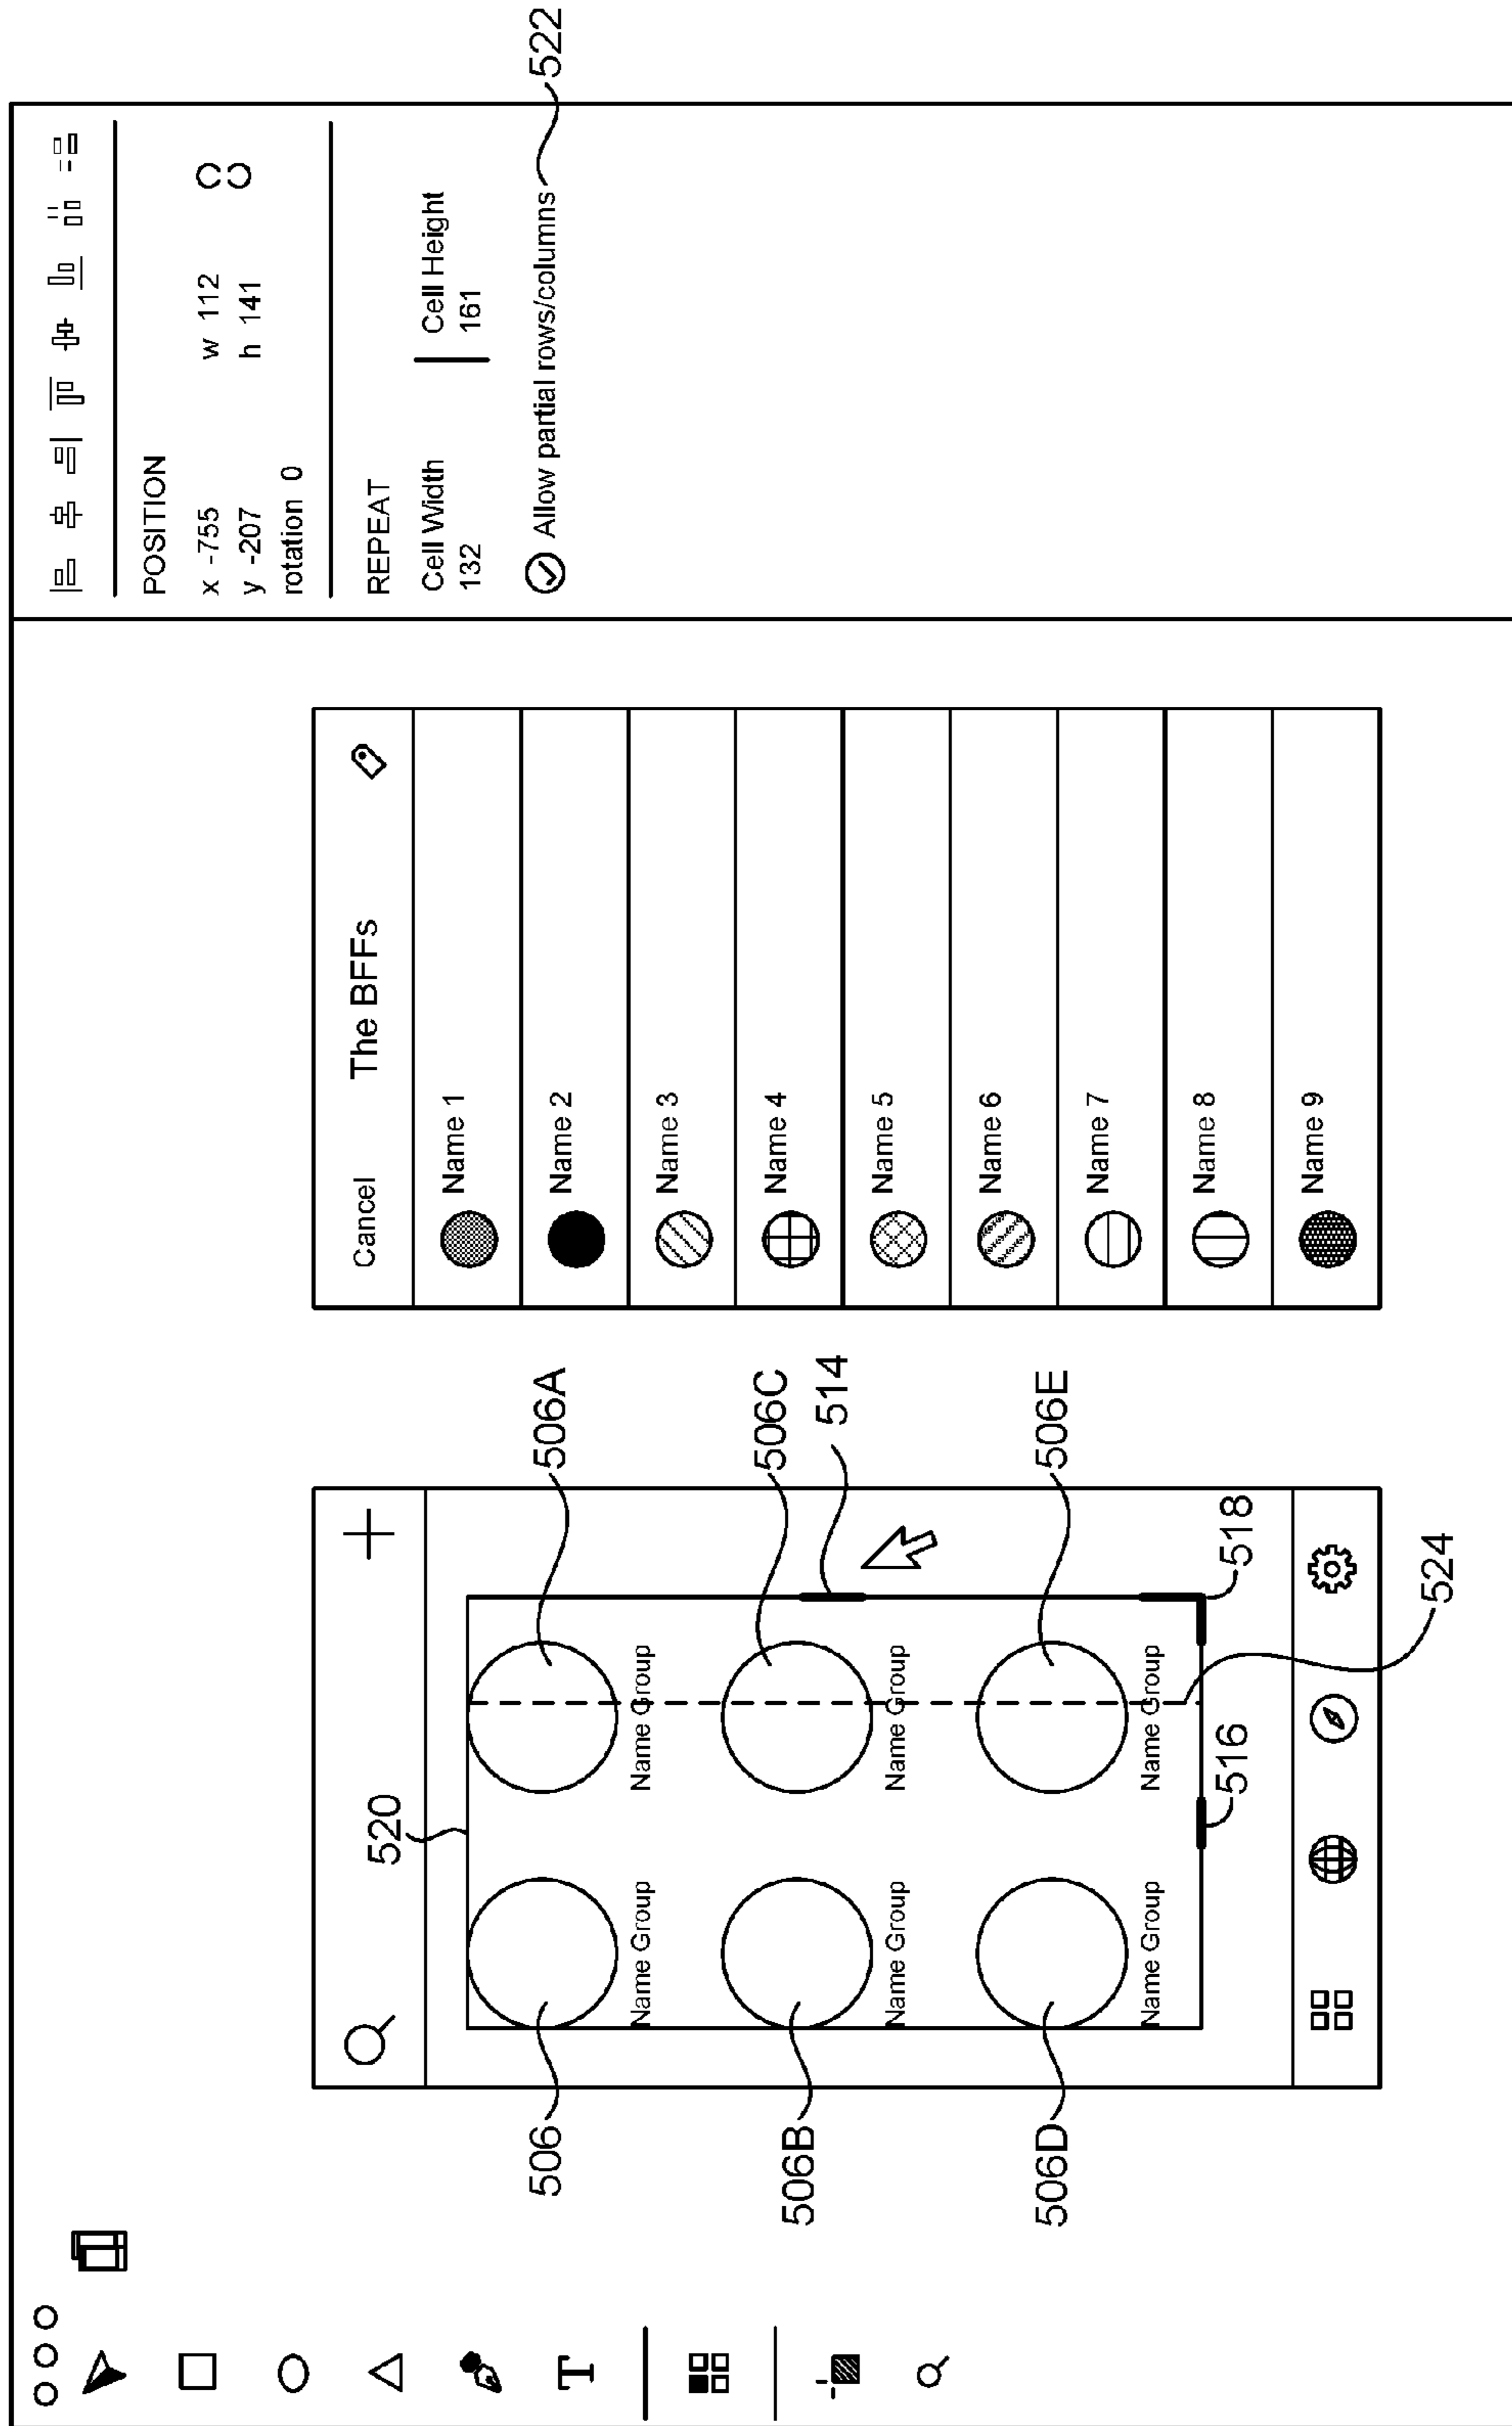 522
POSITION
x -755 w 112
y -207 h 141
rotation 0
REPEAT
Cell Width Cell Height
132 161
Allow partial rows/columns
Cancel The BFFs
Name 1
Name 2
Name 3
Name 4
Name 5
Name 6
Name 7
Name 8
Name 9
520
506 506A
Name Group Name Group
506B 506C
514
Name Group Name Group
506D 506E
Name Group Name Group
516 518
524
T